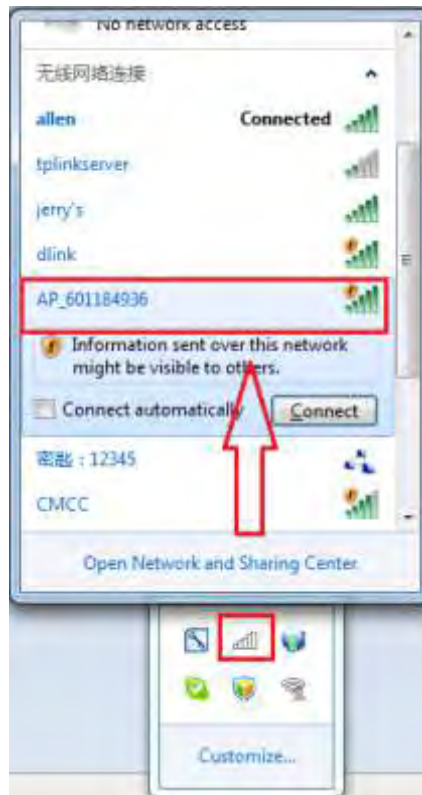 No network access
无线网络连接
allen Connected
tplinkserver
jerry's
dlink
AP_601184936
Information sent over this network
might be visible to others.
Connect automatically Connect
密匙：12345
CMCC
Open Network and Sharing Center
Customize...